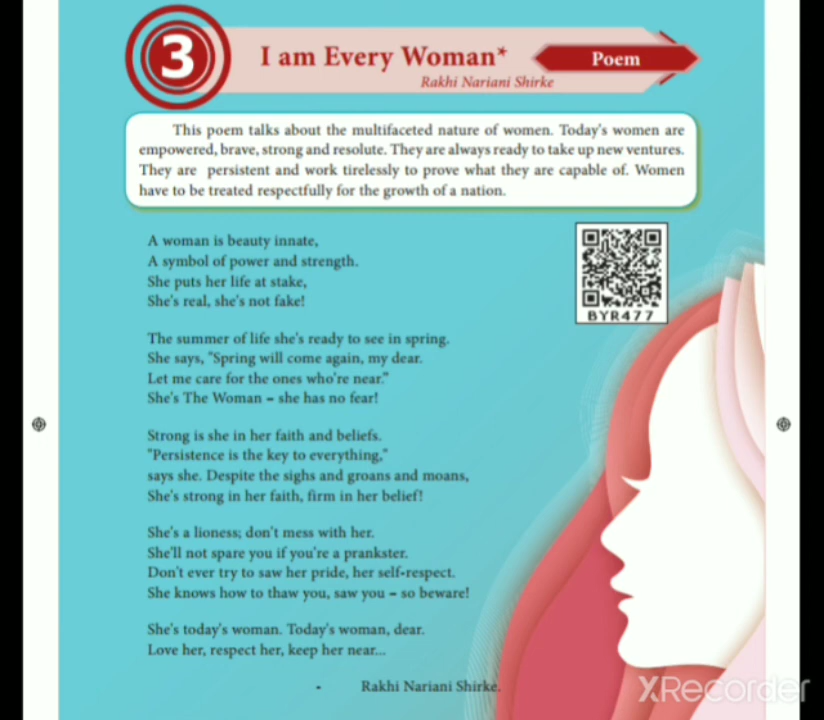 3
I am Every Woman*
Poem
Rakhi Nariani Shirke
This poem talks about the multifaceted nature of women. Today's women are
empowered, brave, strong and resolute. They are always ready to take up new ventures.
They are persistent and work tirelessly to prove what they are capable of. Women
have to be treated respectfully for the growth of a nation.
A woman is beauty innate,
A symbol of power and strength.
She puts her life at stake,
She's real, she's not fake!
BYR477
The summer of life she's ready to see in spring.
She says, "Spring will come again, my dear.
Let me care for the ones who're near."
She's The Woman – she has no fear!
Strong is she in her faith and beliefs.
"Persistence is the key to everything,"
says she. Despite the sighs and groans and moans,
She's strong in her faith, firm in her belief!
She's a lioness; don't mess with her.
She'll not spare you if you're a prankster.
Don't ever try to saw her pride, her self-respect.
She knows how to thaw you, saw you – so beware!
She's today's woman. Today's woman, dear.
Love her, respect her, keep her near...
- Rakhi Nariani Shirke.
XRecorder